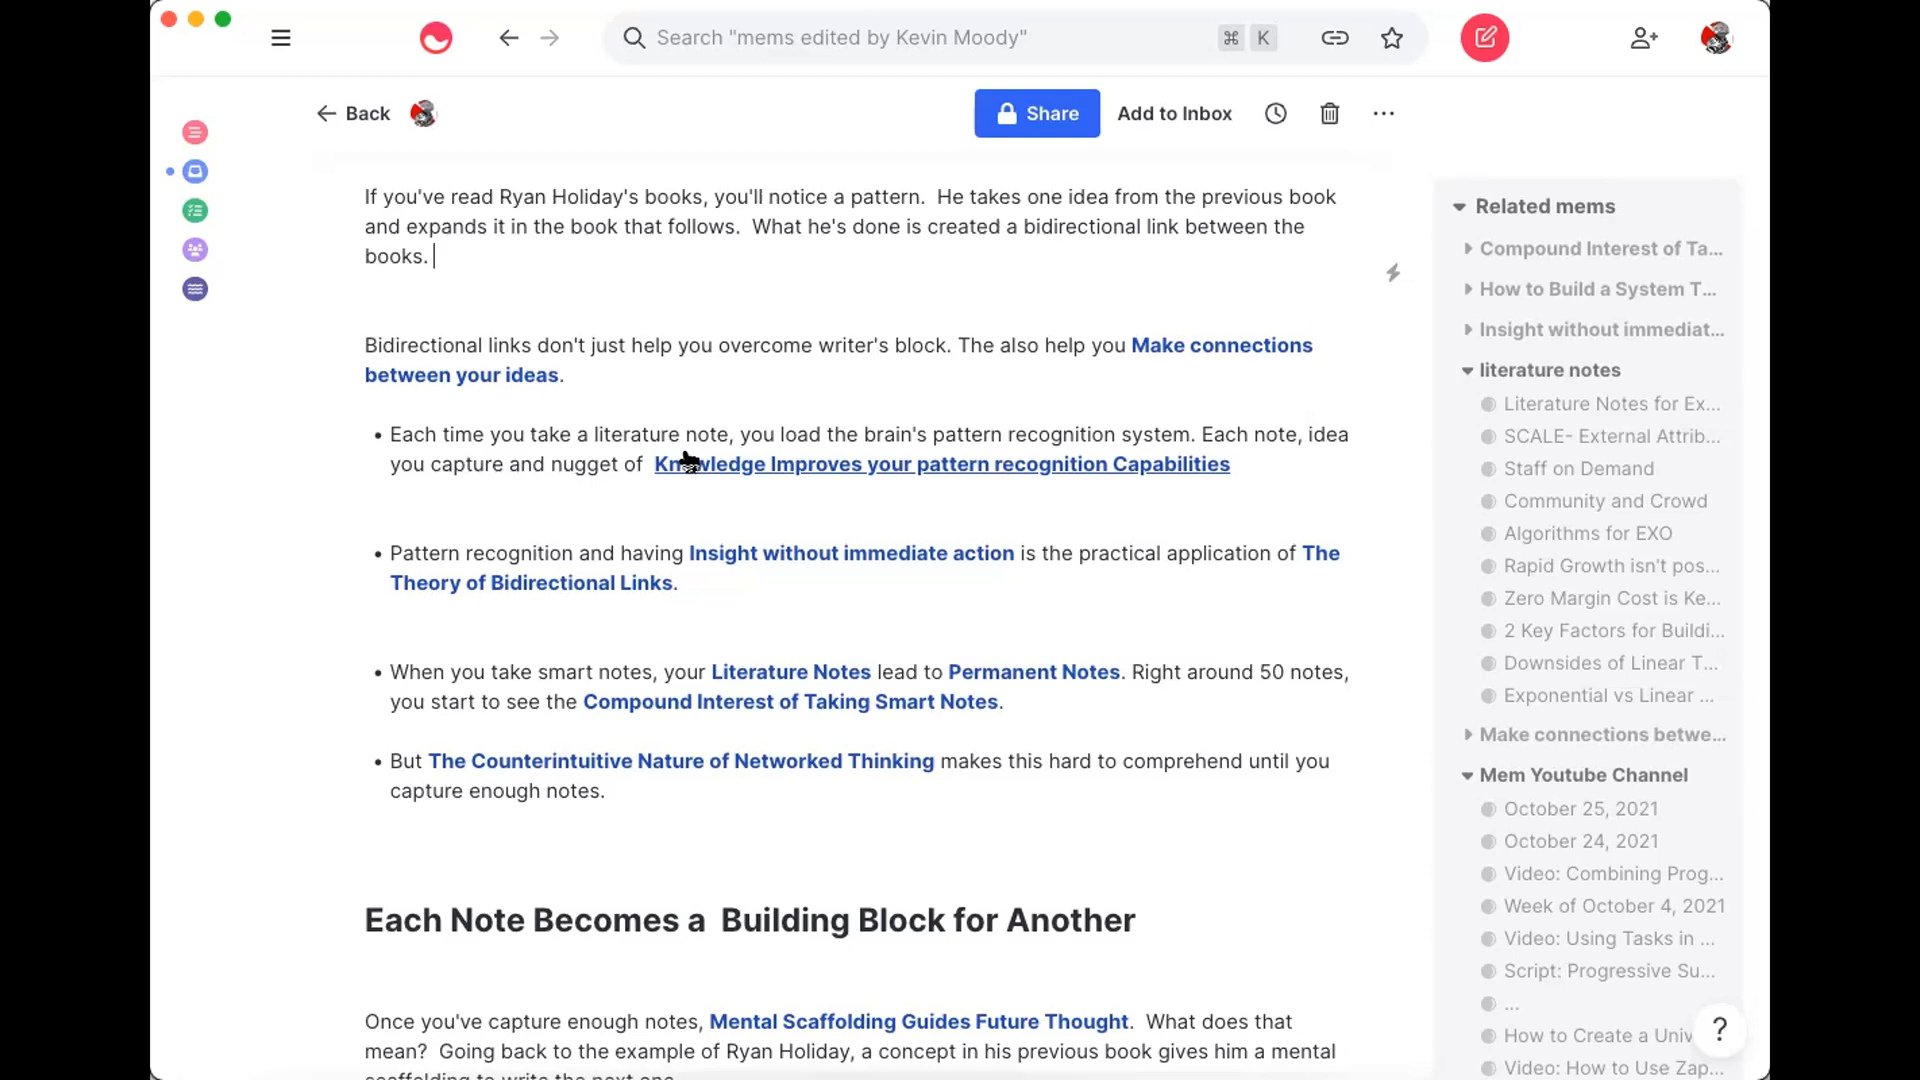 Search "mems edited by Kevin Moody"
⌘ K
Back
Share
Add to Inbox
If you've read Ryan Holiday's books, you'll notice a pattern.  He takes one idea from the previous book
and expands it in the book that follows.  What he's done is created a bidirectional link between the
books.
Bidirectional links don't just help you overcome writer's block. The also help you Make connections
between your ideas.
• Each time you take a literature note, you load the brain's pattern recognition system. Each note, idea
you capture and nugget of  Knowledge Improves your pattern recognition Capabilities
• Pattern recognition and having Insight without immediate action is the practical application of The
Theory of Bidirectional Links.
• When you take smart notes, your Literature Notes lead to Permanent Notes. Right around 50 notes,
you start to see the Compound Interest of Taking Smart Notes.
• But The Counterintuitive Nature of Networked Thinking makes this hard to comprehend until you
capture enough notes.
Each Note Becomes a  Building Block for Another
Once you've capture enough notes, Mental Scaffolding Guides Future Thought.  What does that
mean?  Going back to the example of Ryan Holiday, a concept in his previous book gives him a mental
scaffolding to write the next one
Related mems
Compound Interest of Ta...
How to Build a System T...
Insight without immediat...
literature notes
Literature Notes for Ex...
SCALE- External Attrib...
Staff on Demand
Community and Crowd
Algorithms for EXO
Rapid Growth isn't pos...
Zero Margin Cost is Ke...
2 Key Factors for Buildi...
Downsides of Linear T...
Exponential vs Linear ...
Make connections betwe...
Mem Youtube Channel
October 25, 2021
October 24, 2021
Video: Combining Prog...
Week of October 4, 2021
Video: Using Tasks in ...
Script: Progressive Su...
...
How to Create a Univ
Video: How to Use Zap...
?